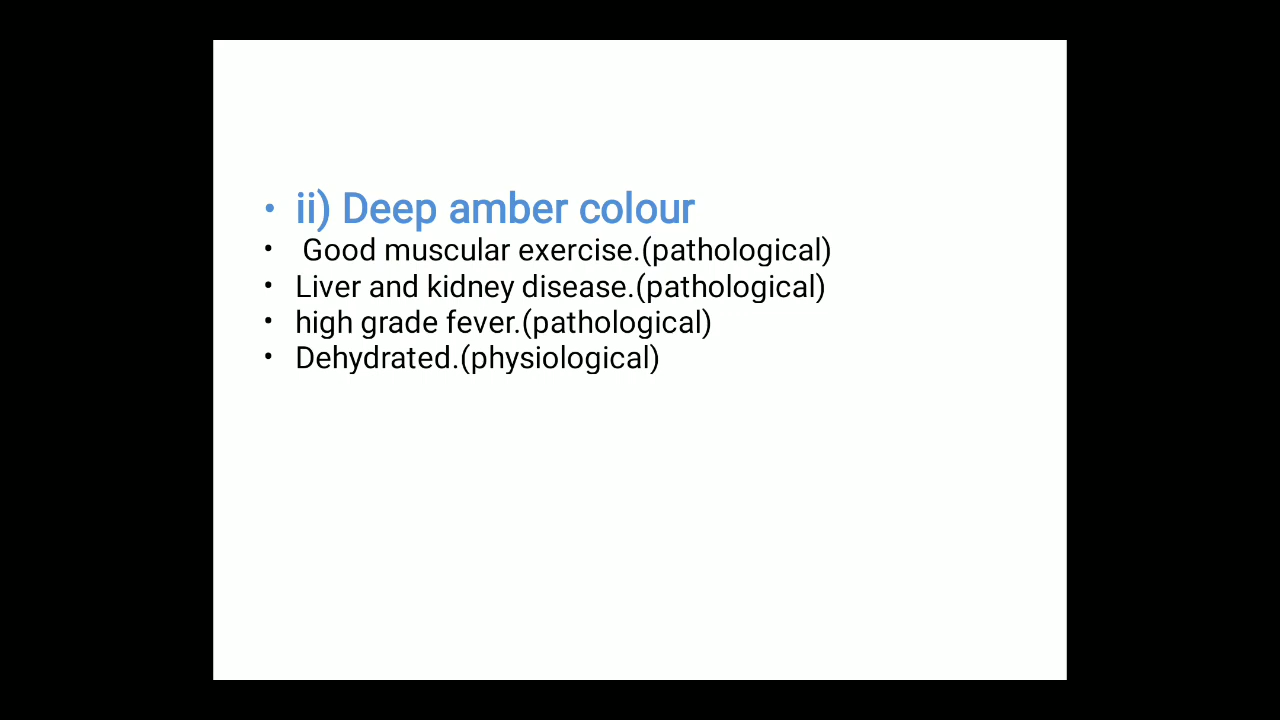 • ii) Deep amber colour
• Good muscular exercise.(pathological)
• Liver and kidney disease.(pathological)
• high grade fever.(pathological)
• Dehydrated.(physiological)